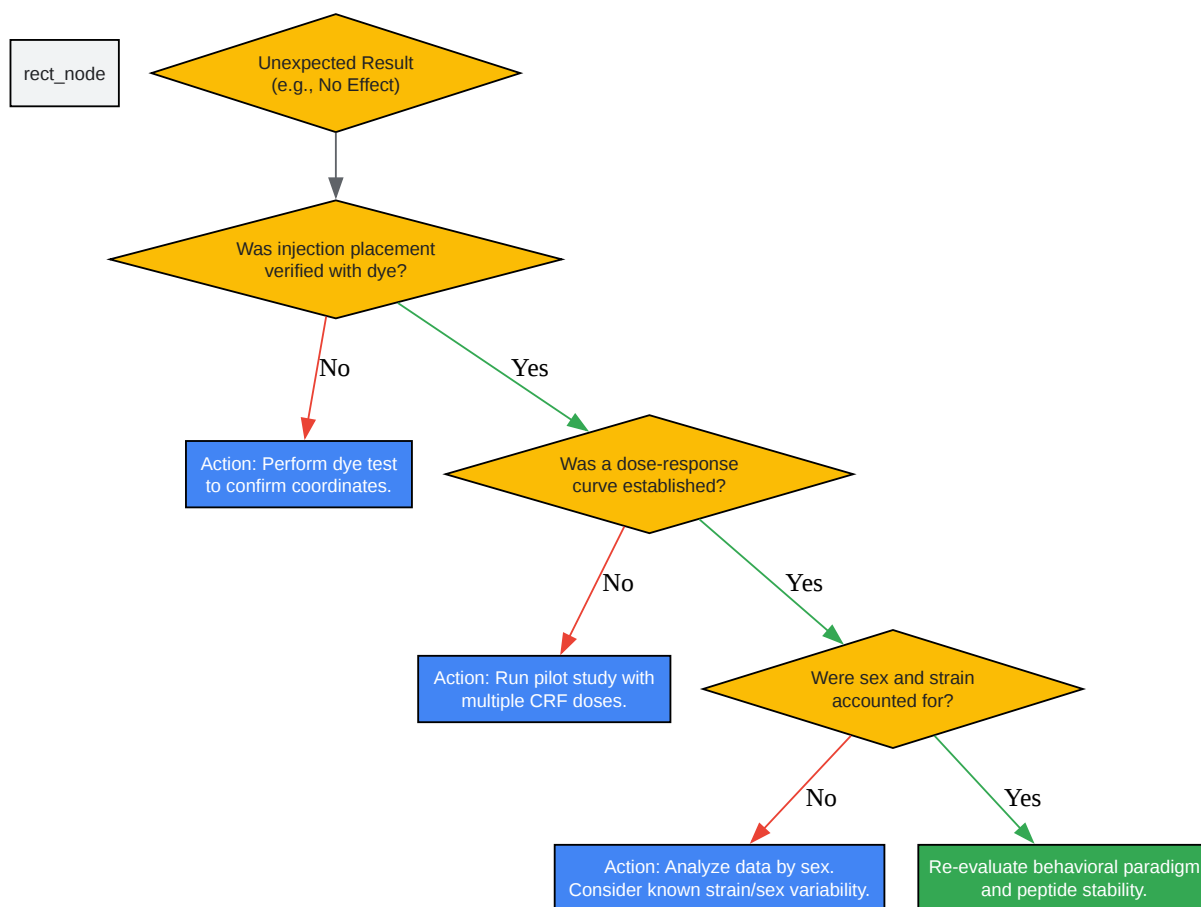 rect_node
Unexpected Result
(e.g., No Effect)
Was injection placement
verified with dye?
No
Yes
Action: Perform dye test
to confirm coordinates.
Was a dose-response
curve established?
No
Yes
Action: Run pilot study with
multiple CRF doses.
Were sex and strain
accounted for?
No
Yes
Action: Analyze data by sex.
Consider known strain/sex variability.
Re-evaluate behavioral paradigm
and peptide stability.